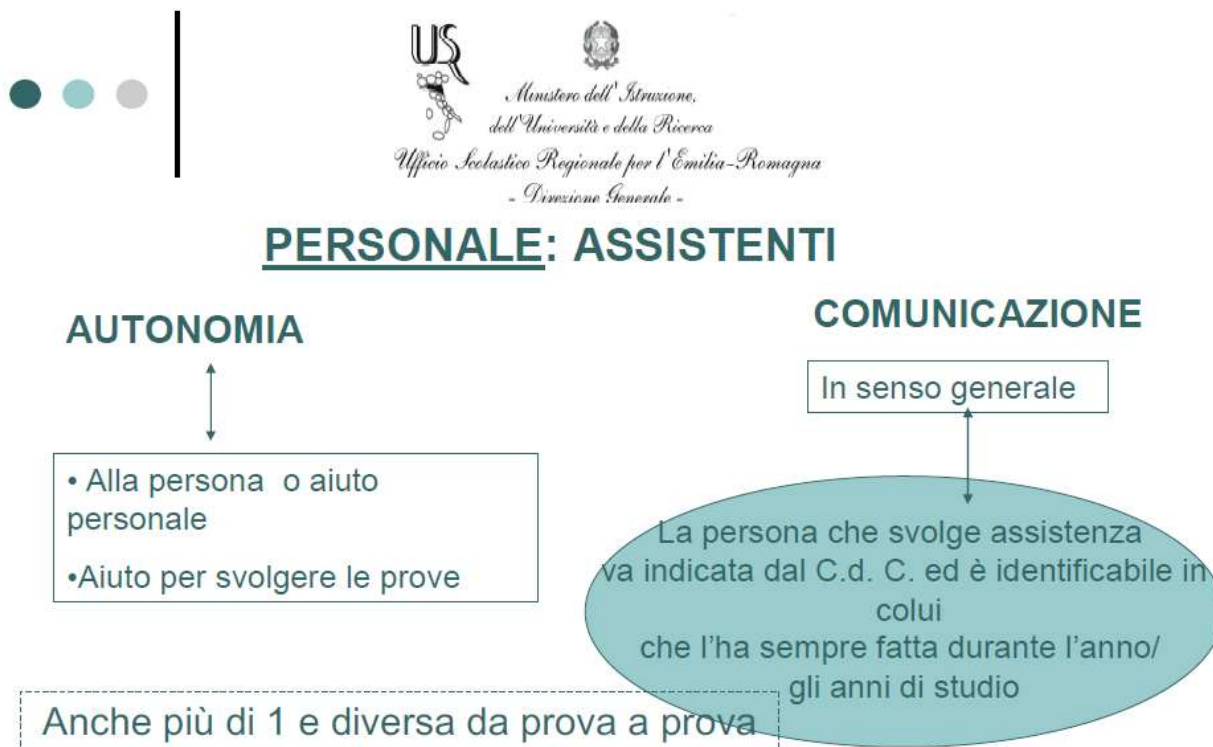 USR
Ministero dell'Istruzione,
dell'Università e della Ricerca
Ufficio Scolastico Regionale per l'Emilia-Romagna
- Direzione Generale -
PERSONALE: ASSISTENTI
AUTONOMIA
COMUNICAZIONE
In senso generale
• Alla persona o aiuto
personale
•Aiuto per svolgere le prove
La persona che svolge assistenza
va indicata dal C.d. C. ed è identificabile in
colui
che l'ha sempre fatta durante l'anno/
gli anni di studio
Anche più di 1 e diversa da prova a prova